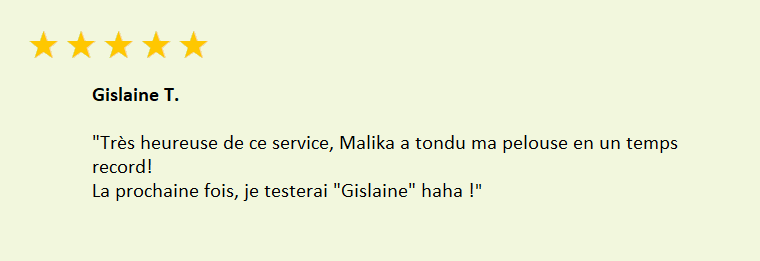 Gislaine T.
"Très heureuse de ce service, Malika a tondu ma pelouse en un temps
record!
La prochaine fois, je testerai "Gislaine" haha !"